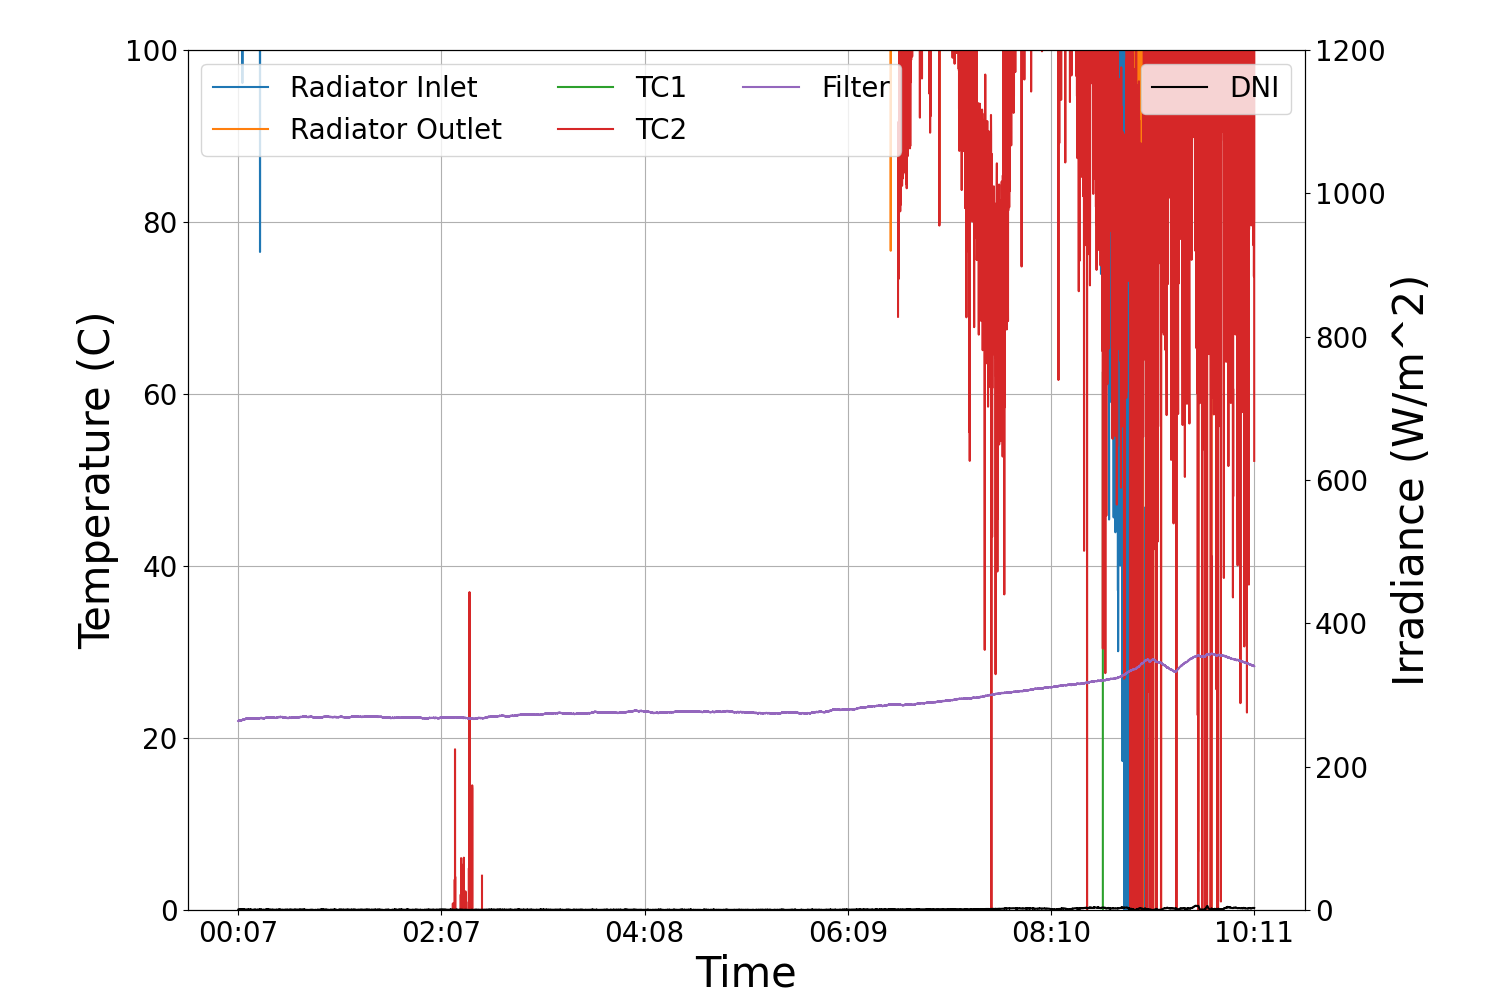 100
80
60
40
20
0
Temperature (C)
Radiator Inlet
Radiator Outlet
TC1
TC2
Filter
DNI
1200
1000
800
600
400
200
0
Irradiance (W/m^2)
00:07 02:07 04:08 06:09 08:10 10:11
Time